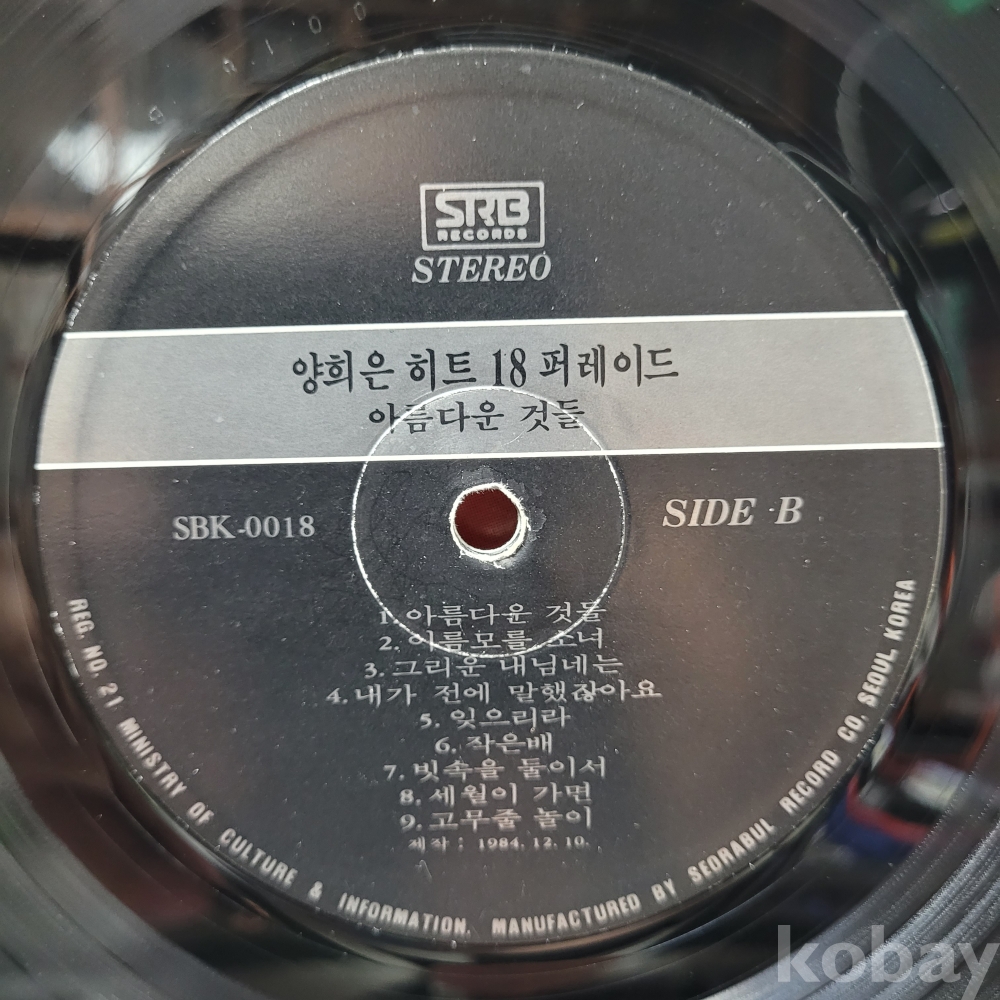 SRB
RECORDS
STEREO
양희은 히트 18 퍼레이드
아름다운 것들
SBK-0018
SIDE B
1. 아름다운 것들
2. 이름모를 소녀
3. 그리운 내님네는
4. 내가 전에 말했잖아요
5. 잊으리라
6. 작은배
7. 빗속을 둘이서
8. 세월이 가면
9. 고무줄 놀이
제작 : 1984. 12. 10.
REG. NO. 21 MINISTRY OF CULTURE & INFORMATION. MANUFACTURED BY SEORABUL RECORD CO. SEOUL KOREA
kobay